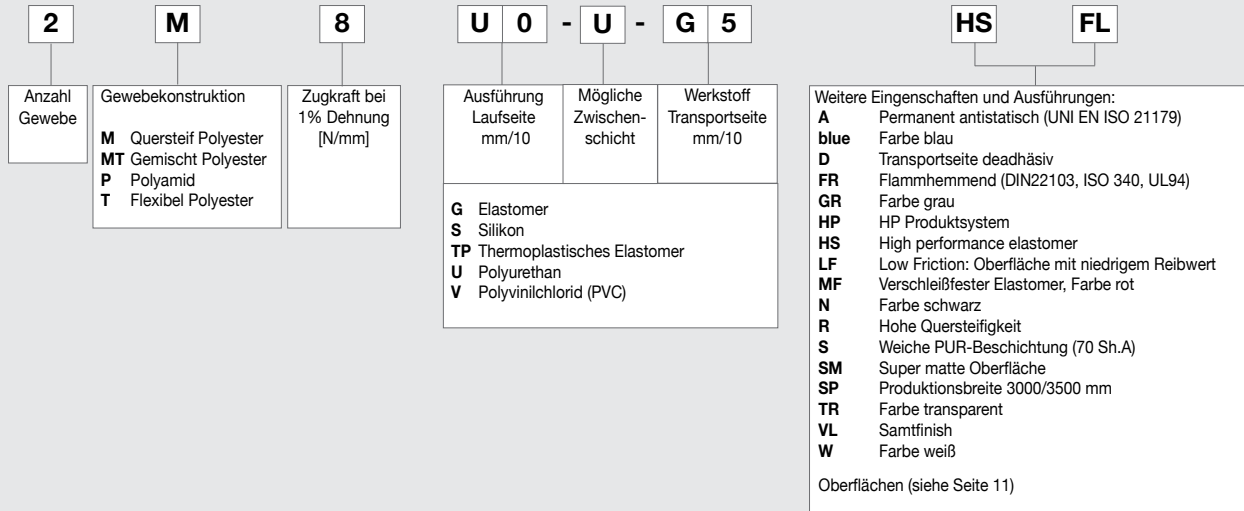 2 M 8 U 0 - U - G 5 HS FL
Anzahl
Gewebe
Gewebekonstruktion
M Quersteif Polyester
MT Gemischt Polyester
P Polyamid
T Flexibel Polyester
Zugkraft bei
1% Dehnung
[N/mm]
Ausführung
Laufseite
mm/10
Mögliche
Zwischen-
schicht
Werkstoff
Transportseite
mm/10
G Elastomer
S Silikon
TP Thermoplastisches Elastomer
U Polyurethan
V Polyvinilchlorid (PVC)
Weitere Eingenschaften und Ausführungen:
A Permanent antistatisch (UNI EN ISO 21179)
blue Farbe blau
D Transportseite deadhäsiv
FR Flammhemmend (DIN22103, ISO 340, UL94)
GR Farbe grau
HP HP Produktsystem
HS High performance elastomer
LF Low Friction: Oberfläche mit niedrigem Reibwert
MF Verschleißfester Elastomer, Farbe rot
N Farbe schwarz
R Hohe Quersteifigkeit
S Weiche PUR-Beschichtung (70 Sh.A)
SM Super matte Oberfläche
SP Produktionsbreite 3000/3500 mm
TR Farbe transparent
VL Samtfinish
W Farbe weiß
Oberflächen (siehe Seite 11)